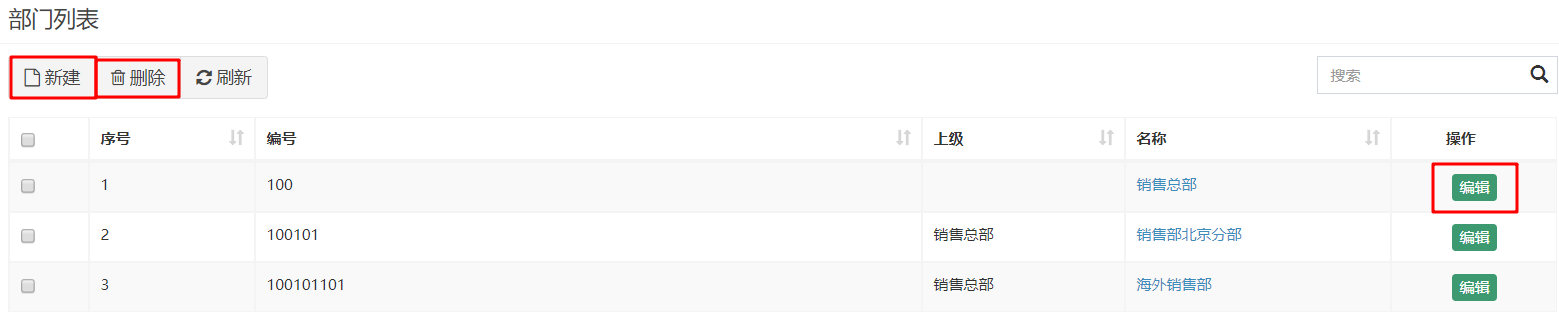 部门列表
新建 删除 刷新 搜索
序号 编号 上级 名称 操作
1 100 销售总部 编辑
2 100101 销售总部 销售部北京分部 编辑
3 100101101 销售总部 海外销售部 编辑